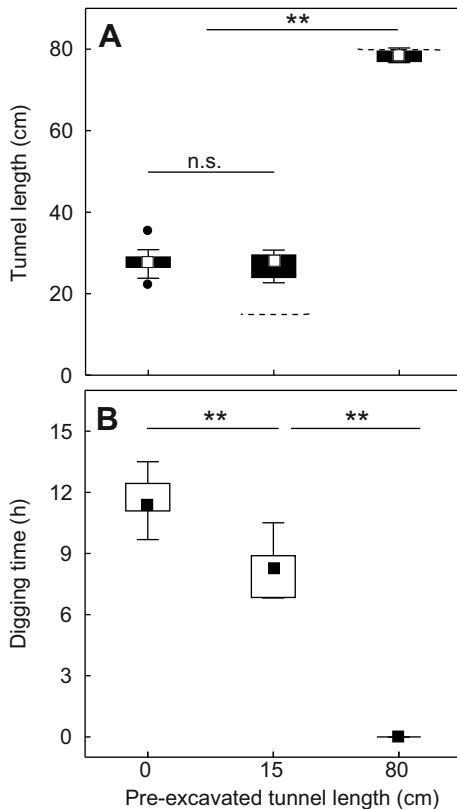 A
**
80
60
n.s.
40
20
0
Tunnel length (cm)
B
**
**
15
12
9
6
3
0
Digging time (h)
0 15 80
Pre-excavated tunnel length (cm)